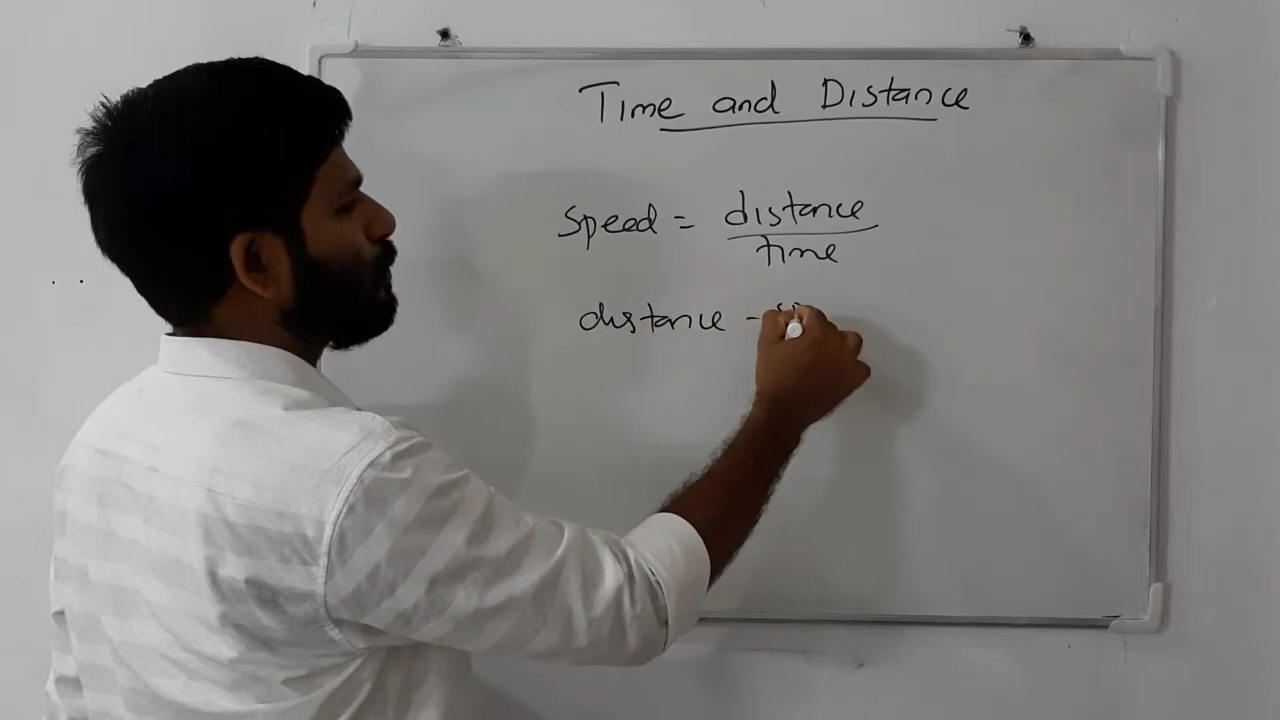 Time and Distance
Speed = distance
time
distance =